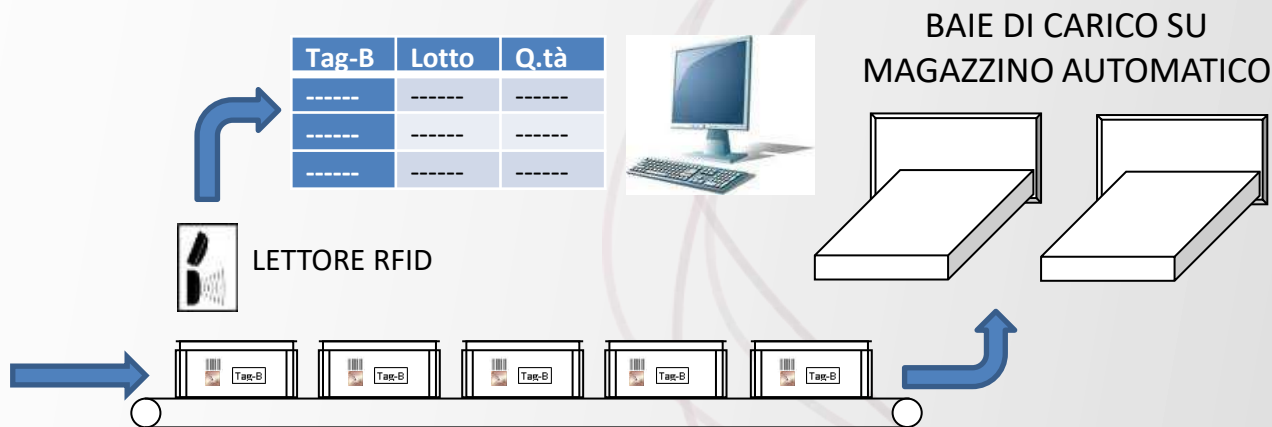 BAIE DI CARICO SU
MAGAZZINO AUTOMATICO
Tag-B Lotto Q.tà
------ ------ ------
------ ------ ------
------ ------ ------
LETTORE RFID
Tag-B Tag-B Tag-B Tag-B Tag-B